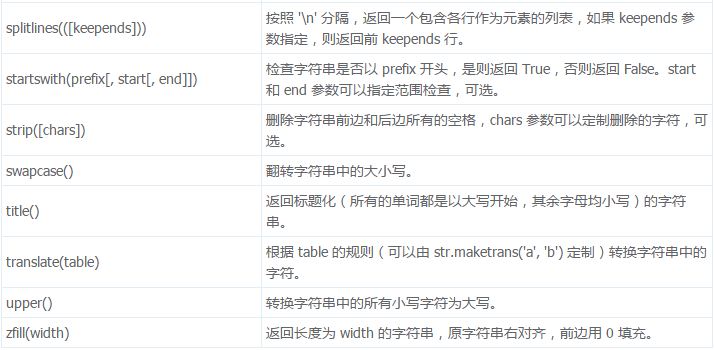 splitlines(([keepends]))
按照 '\n' 分隔，返回一个包含各行作为元素的列表，如果 keepends 参
数指定，则返回前 keepends 行。
startswith(prefix[, start[, end]])
检查字符串是否以 prefix 开头，是则返回 True，否则返回 False。start
和 end 参数可以指定范围检查，可选。
strip([chars])
删除字符串前边和后边所有的空格，chars 参数可以定制删除的字符，可
选。
swapcase()
翻转字符串中的大小写。
title()
返回标题化（所有的单词都是以大写开始，其余字母均小写）的字符
串。
translate(table)
根据 table 的规则（可以由 str.maketrans('a', 'b') 定制）转换字符串中的
字符。
upper()
转换字符串中的所有小写字符为大写。
zfill(width)
返回长度为 width 的字符串，原字符串右对齐，前边用 0 填充。